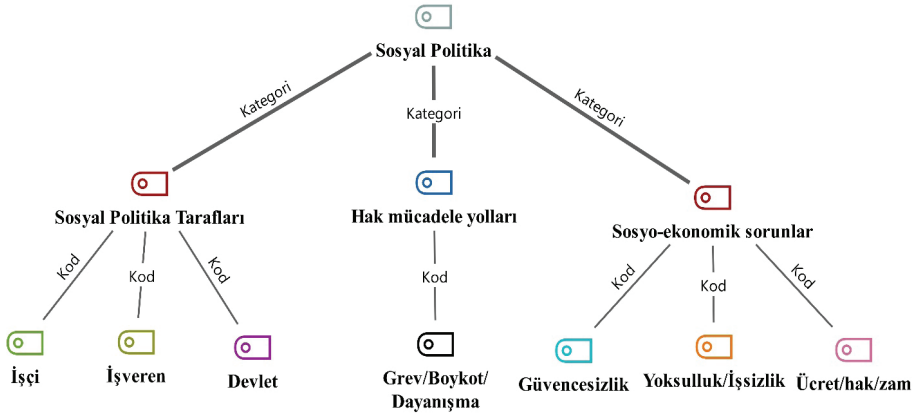 Sosyal Politika
Kategori
Kategori
Kategori
Sosyal Politika Tarafları
Hak mücadele yolları
Sosyo-ekonomik sorunlar
Kod
Kod
Kod
Kod
Kod
Kod
Kod
İşçi
İşveren
Devlet
Grev/Boykot/
Dayanışma
Güvencesizlik
Yoksulluk/İşsizlik
Ücret/hak/zam